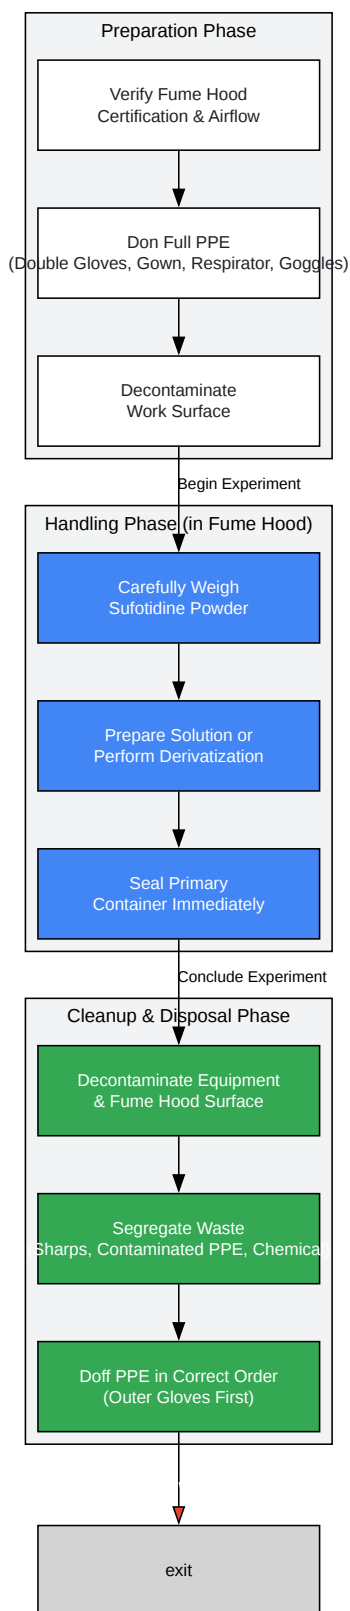 Preparation Phase
Verify Fume Hood
Certification & Airflow
Don Full PPE
(Double Gloves, Gown, Respirator, Goggles)
Decontaminate
Work Surface
Begin Experiment
Handling Phase (in Fume Hood)
Carefully Weigh
Sufotidine Powder
Prepare Solution or
Perform Derivatization
Seal Primary
Container Immediately
Conclude Experiment
Cleanup & Disposal Phase
Decontaminate Equipment
& Fume Hood Surface
Segregate Waste
(Sharps, Contaminated PPE, Chemical)
Doff PPE in Correct Order
(Outer Gloves First)
exit